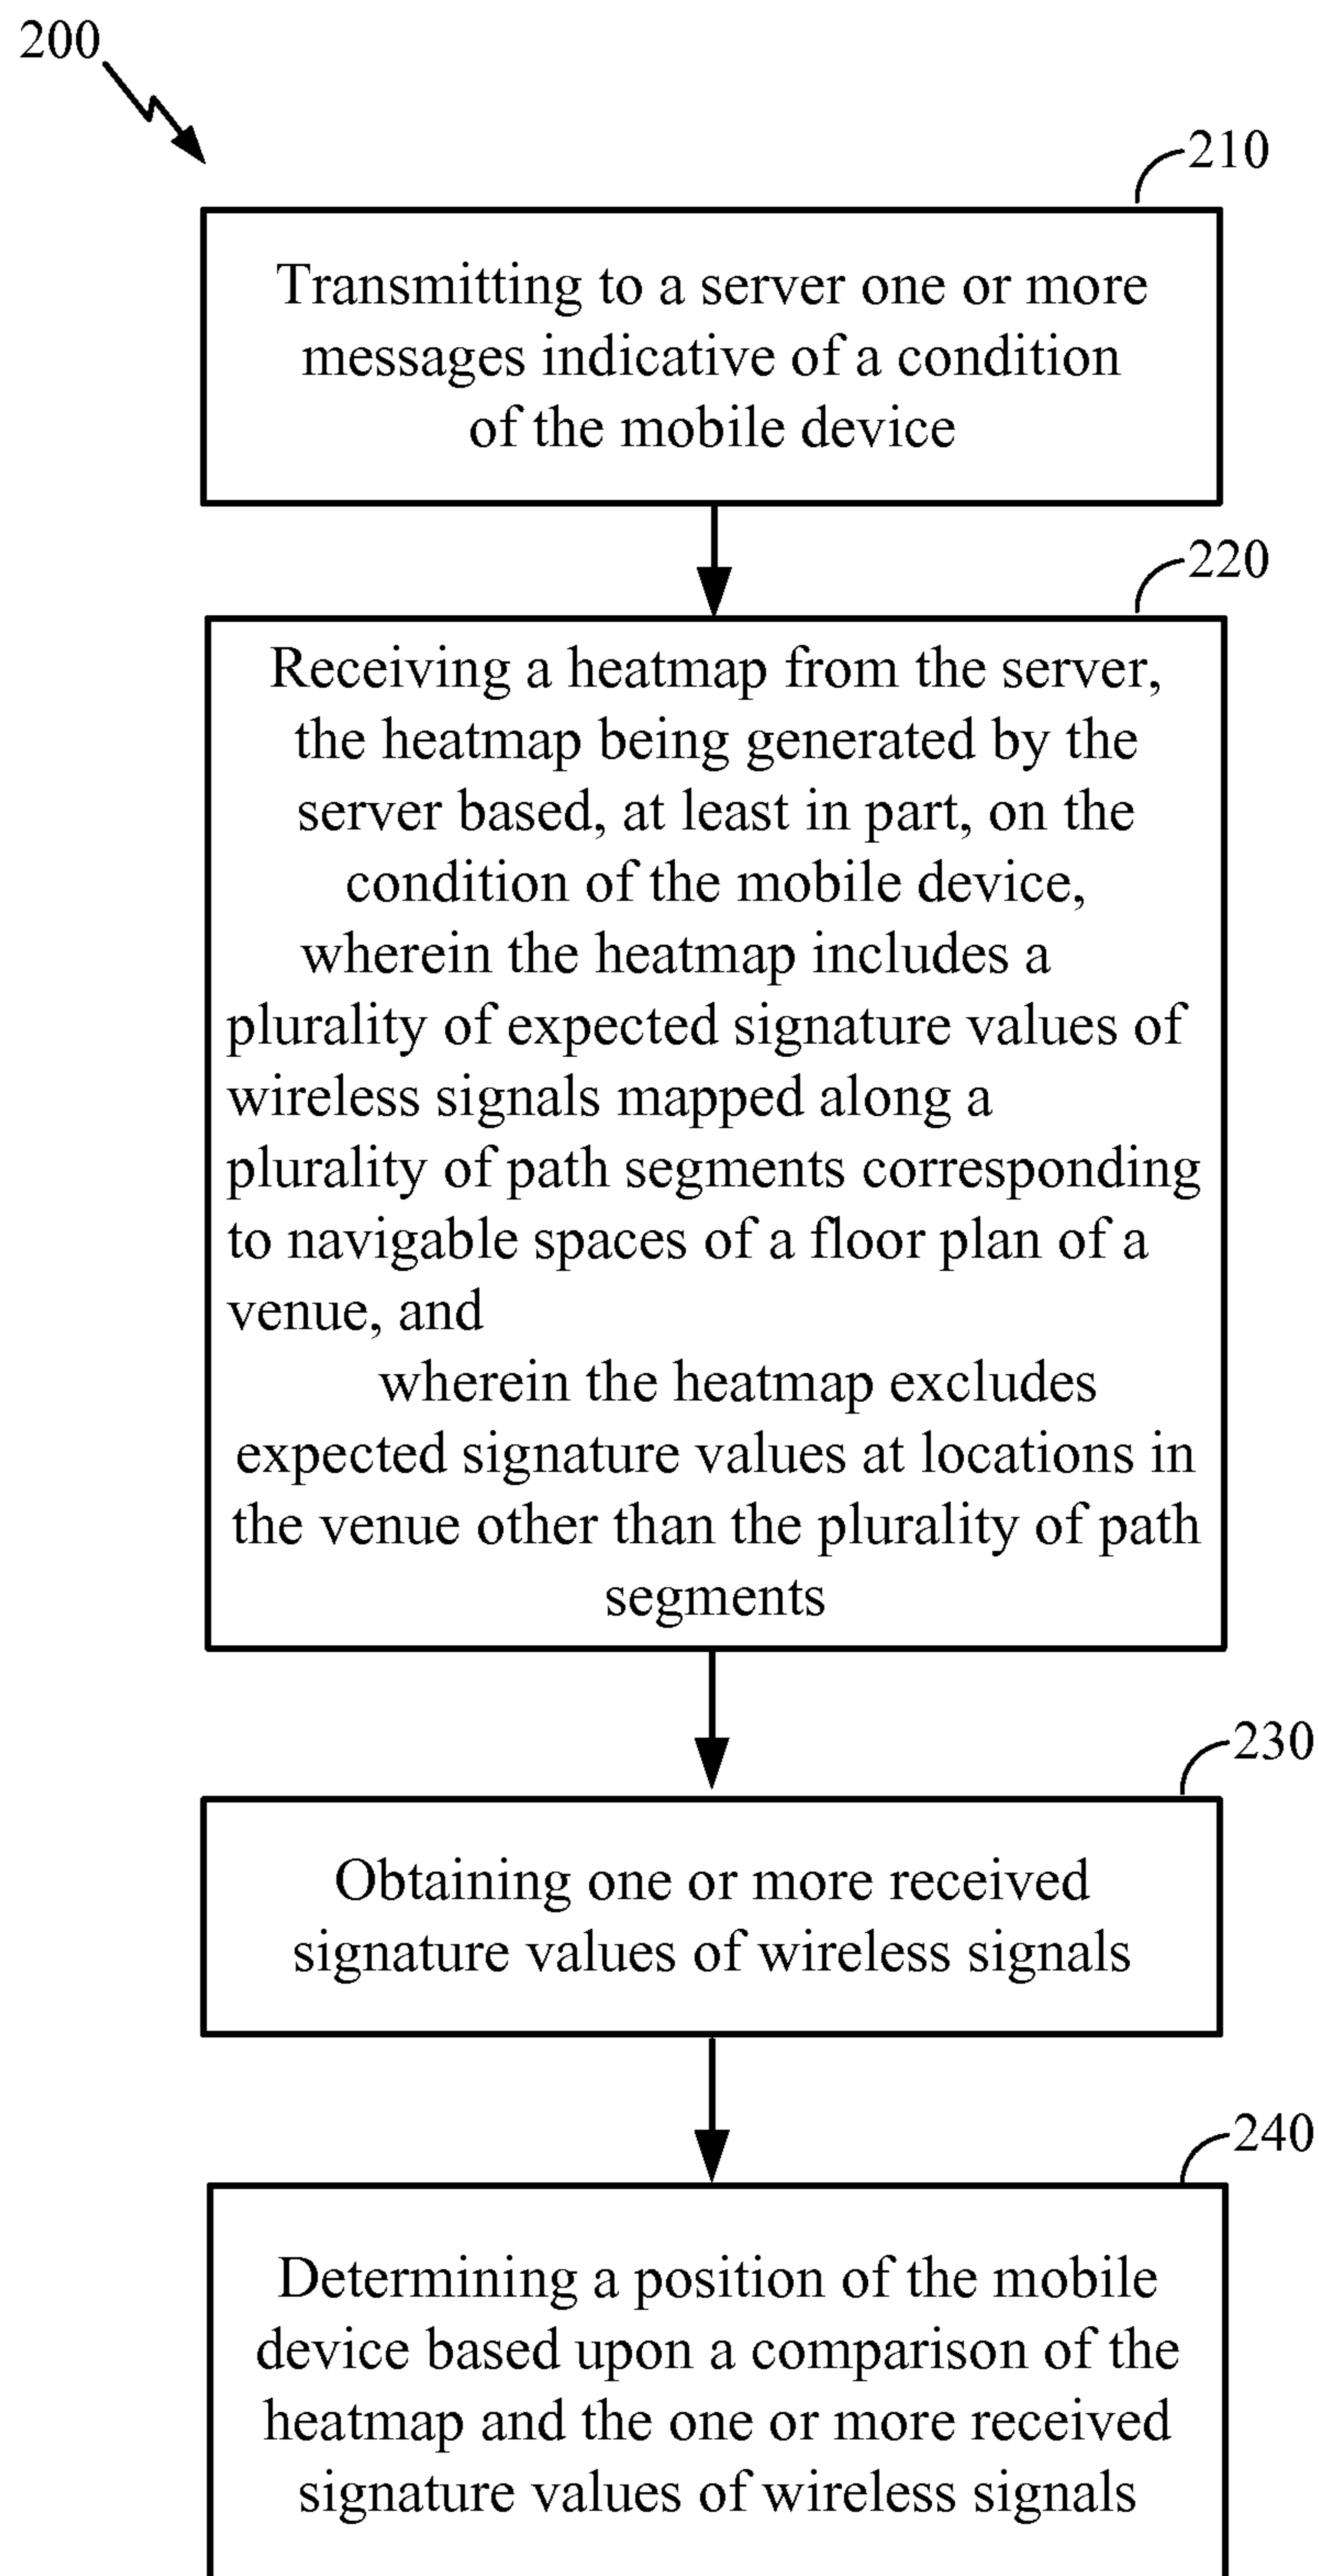 200
210
Transmitting to a server one or more
messages indicative of a condition
of the mobile device
220
Receiving a heatmap from the server,
the heatmap being generated by the
server based, at least in part, on the
condition of the mobile device,
wherein the heatmap includes a
plurality of expected signature values of
wireless signals mapped along a
plurality of path segments corresponding
to navigable spaces of a floor plan of a
venue, and
wherein the heatmap excludes
expected signature values at locations in
the venue other than the plurality of path
segments
230
Obtaining one or more received
signature values of wireless signals
240
Determining a position of the mobile
device based upon a comparison of the
heatmap and the one or more received
signature values of wireless signals